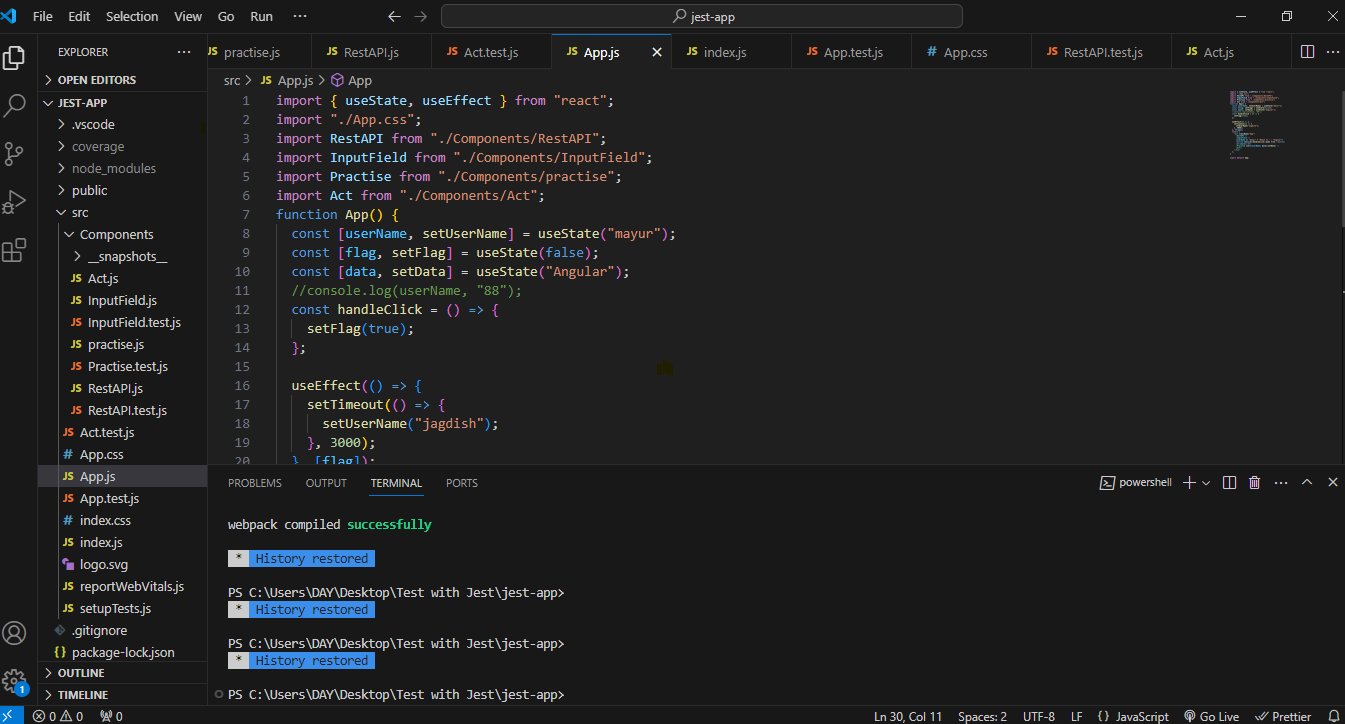 File Edit Selection View Go Run ··· jest-app
EXPLORER ···
JS practise.js JS RestAPI.js JS Act.test.js JS App.js JS index.js JS App.test.js # App.css JS RestAPI.test.js JS Act.js ···
OPEN EDITORS
JEST-APP
.vscode
coverage
node_modules
public
src
Components
__snapshots__
JS Act.js
JS InputField.js
JS InputField.test.js
JS practise.js
JS Practise.test.js
JS RestAPI.js
JS RestAPI.test.js
JS Act.test.js
# App.css
JS App.js
JS App.test.js
# index.css
JS index.js
logo.svg
JS reportWebVitals.js
JS setupTests.js
.gitignore
{} package-lock.json
OUTLINE
TIMELINE
src > JS App.js > App
1 import { useState, useEffect } from "react";
2 import "./App.css";
3 import RestAPI from "./Components/RestAPI";
4 import InputField from "./Components/InputField";
5 import Practise from "./Components/practise";
6 import Act from "./Components/Act";
7 function App() {
8 const [userName, setUserName] = useState("mayur");
9 const [flag, setFlag] = useState(false);
10 const [data, setData] = useState("Angular");
11 //console.log(userName, "88");
12 const handleClick = () => {
13 setFlag(true);
14 };
15
16 useEffect(() => {
17 setTimeout(() => {
18 setUserName("jagdish");
19 }, 3000);
20 }, [flag]);
PROBLEMS OUTPUT TERMINAL PORTS powershell ···
webpack compiled successfully
* History restored
PS C:\Users\DAY\Desktop\Test with Jest\jest-app>
* History restored
PS C:\Users\DAY\Desktop\Test with Jest\jest-app>
* History restored
PS C:\Users\DAY\Desktop\Test with Jest\jest-app>
1
0 0 0 Ln 30, Col 11 Spaces: 2 UTF-8 LF {} JavaScript Go Live Prettier